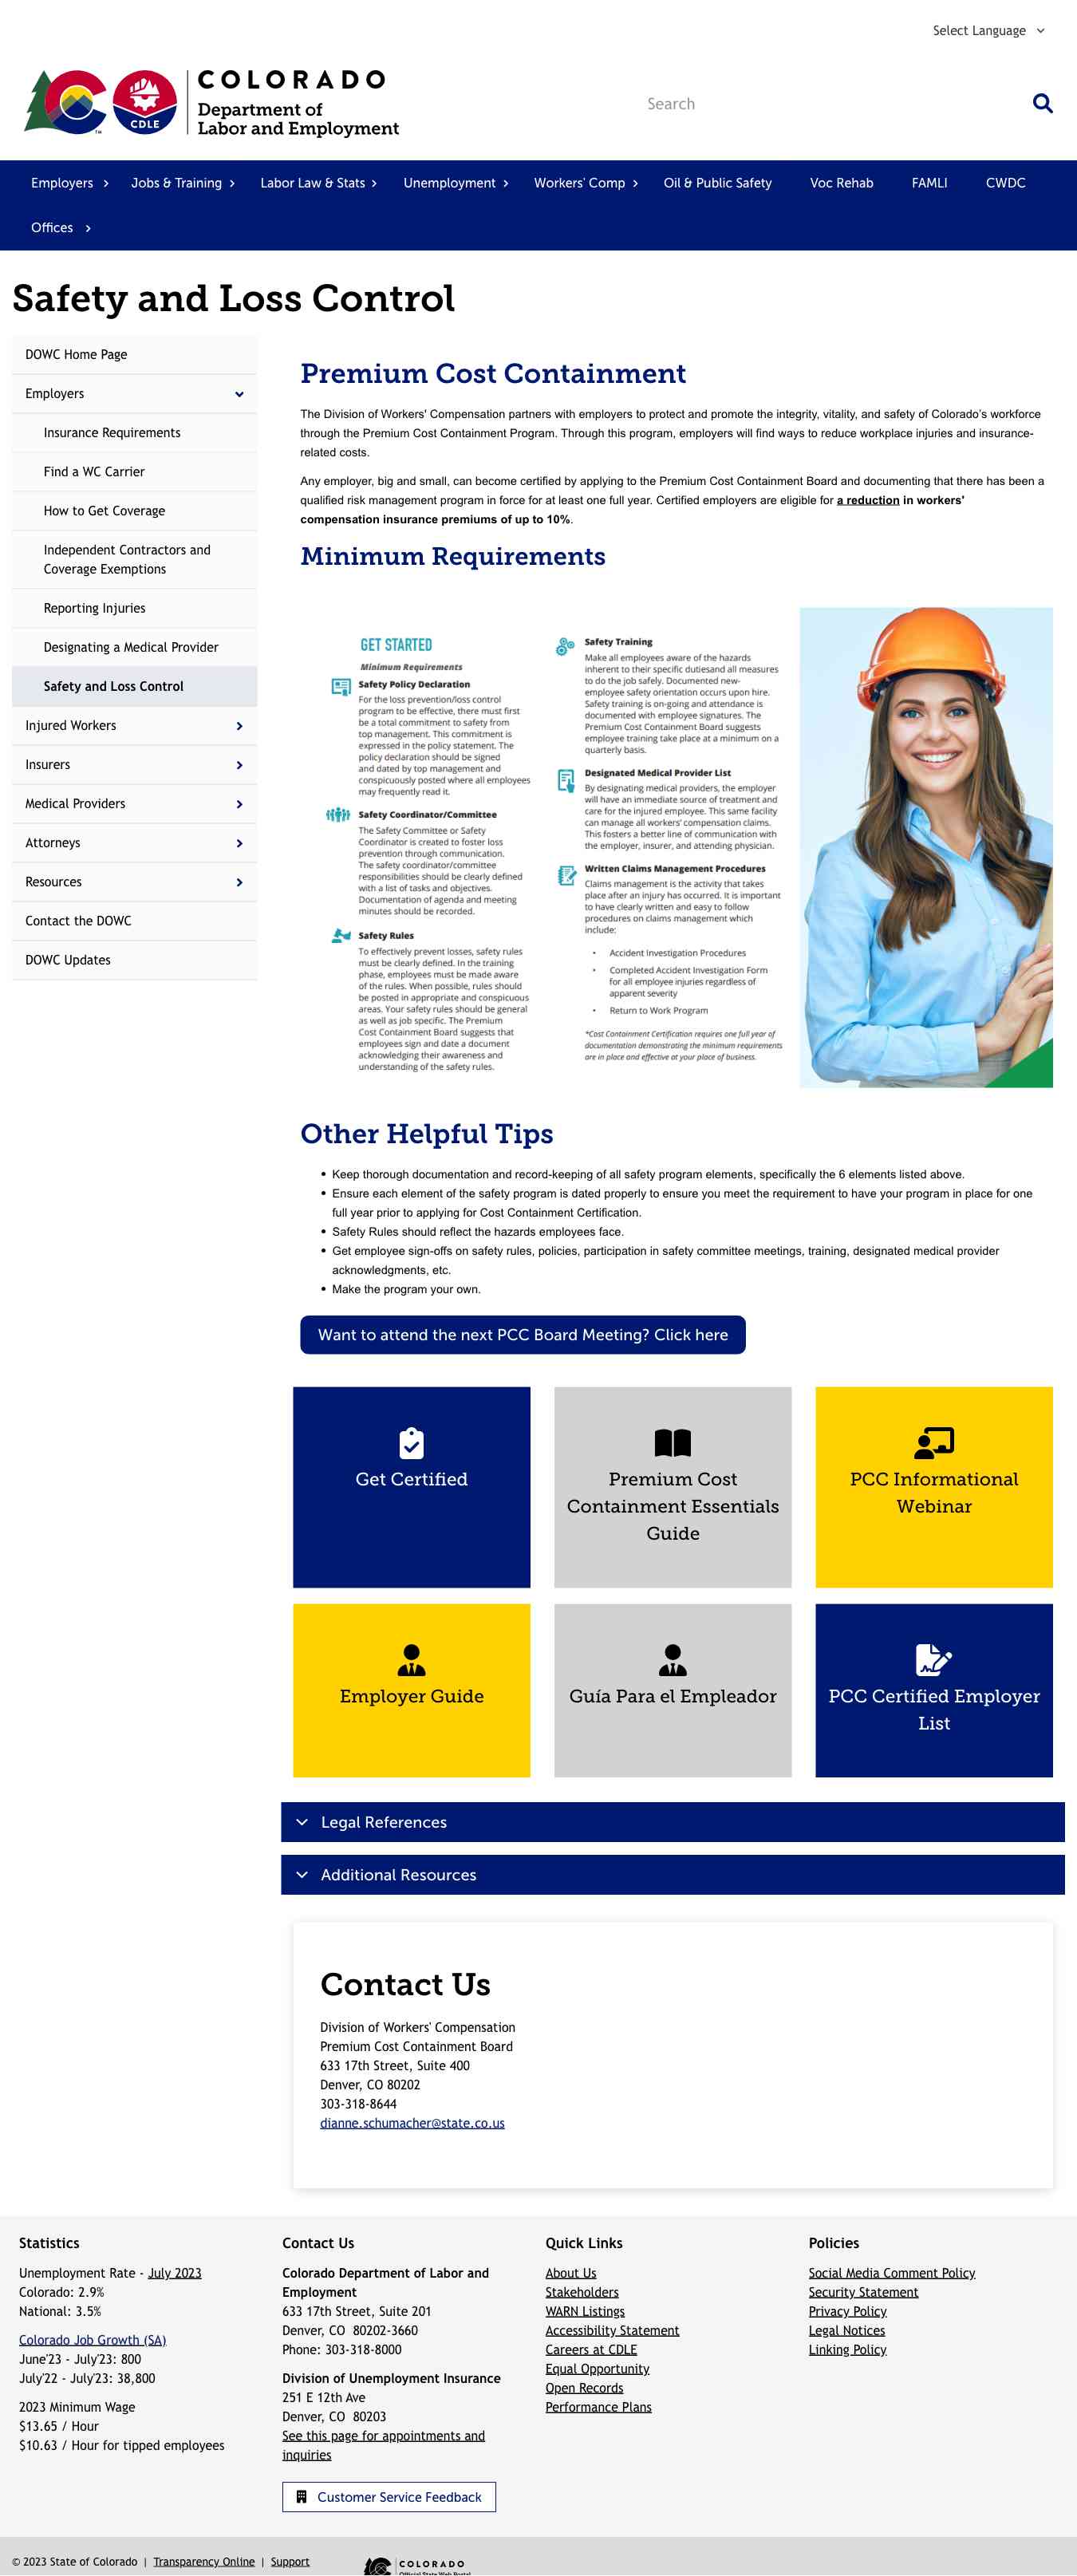 Select Language
COLORADO
Department of
Labor and Employment
CDLE
TM
Search
Employers
Jobs & Training
Labor Law & Stats
Unemployment
Workers' Comp
Oil & Public Safety
Voc Rehab
FAMLI
CWDC
Offices
Safety and Loss Control
DOWC Home Page
Employers
Insurance Requirements
Find a WC Carrier
How to Get Coverage
Independent Contractors and
Coverage Exemptions
Reporting Injuries
Designating a Medical Provider
Safety and Loss Control
Injured Workers
Insurers
Medical Providers
Attorneys
Resources
Contact the DOWC
DOWC Updates
Premium Cost Containment
The Division of Workers' Compensation partners with employers to protect and promote the integrity, vitality, and safety of Colorado's workforce
through the Premium Cost Containment Program. Through this program, employers will find ways to reduce workplace injuries and insurance-
related costs.
Any employer, big and small, can become certified by applying to the Premium Cost Containment Board and documenting that there has been a
qualified risk management program in force for at least one full year. Certified employers are eligible for a reduction in workers'
compensation insurance premiums of up to 10%.
Minimum Requirements
GET STARTED
Minimum Requirements
Safety Policy Declaration
For the loss prevention/loss control
program to be effective, there must first
be a total commitment to safety from
top management. This commitment is
expressed in the policy statement. The
policy declaration should be signed
and dated by top management and
conspicuously posted where all employees
may frequently read it.
Safety Coordinator/Committee
The Safety Committee or Safety
Coordinator is created to foster loss
prevention through communication.
The safety coordinator/committee
responsibilities should be clearly defined
with a list of tasks and objectives.
Documentation of agenda and meeting
minutes should be recorded.
Safety Rules
To effectively prevent losses, safety rules
must be clearly defined. In the training
phase, employees must be made aware
of the rules. When possible, rules should
be posted in appropriate and conspicuous
areas. Your safety rules should be general
as well as job specific. The Premium
Cost Containment Board suggests that
employees sign and date a document
acknowledging their awareness and
understanding of the safety rules.
Safety Training
Make all employees aware of the hazards
inherent to their specific dutiesand all measures
to do the job safely. Documented new-
employee safety orientation occurs upon hire.
Safety training is on-going and attendance is
documented with employee signatures. The
Premium Cost Containment Board suggests
employee training take place at a minimum on a
quarterly basis.
Designated Medical Provider List
By designating medical providers, the employer
will have an immediate source of treatment and
care for the injured employee. This same facility
can manage all workers' compensation claims.
This fosters a better line of communication with
the employer, insurer, and attending physician.
Written Claims Management Procedures
Claims management is the activity that takes
place after an injury has occurred. It is important
to have clearly written and easy to follow
procedures on claims management which
include:
• Accident Investigation Procedures
• Completed Accident Investigation Form
for all employee injuries regardless of
apparent severity
• Return to Work Program
*Cost Containment Certification requires one full year of
documentation demonstrating the minimum requirements
are in place and effective at your place of business.
Other Helpful Tips
• Keep thorough documentation and record-keeping of all safety program elements, specifically the 6 elements listed above.
• Ensure each element of the safety program is dated properly to ensure you meet the requirement to have your program in place for one
full year prior to applying for Cost Containment Certification.
• Safety Rules should reflect the hazards employees face.
• Get employee sign-offs on safety rules, policies, participation in safety committee meetings, training, designated medical provider
acknowledgments, etc.
• Make the program your own.
Want to attend the next PCC Board Meeting? Click here
Get Certified
Premium Cost
Containment Essentials
Guide
PCC Informational
Webinar
Employer Guide
Guía Para el Empleador
PCC Certified Employer
List
Legal References
Additional Resources
Contact Us
Division of Workers' Compensation
Premium Cost Containment Board
633 17th Street, Suite 400
Denver, CO 80202
303-318-8644
dianne.schumacher@state.co.us
Statistics
Unemployment Rate - July 2023
Colorado: 2.9%
National: 3.5%
Colorado Job Growth (SA)
June'23 - July'23: 800
July'22 - July'23: 38,800
2023 Minimum Wage
$13.65 / Hour
$10.63 / Hour for tipped employees
Contact Us
Colorado Department of Labor and
Employment
633 17th Street, Suite 201
Denver, CO 80202-3660
Phone: 303-318-8000
Division of Unemployment Insurance
251 E 12th Ave
Denver, CO 80203
See this page for appointments and
inquiries
Customer Service Feedback
Quick Links
About Us
Stakeholders
WARN Listings
Accessibility Statement
Careers at CDLE
Equal Opportunity
Open Records
Performance Plans
Policies
Social Media Comment Policy
Security Statement
Privacy Policy
Legal Notices
Linking Policy
© 2023 State of Colorado | Transparency Online | Support
COLORADO
Official State Web Portal